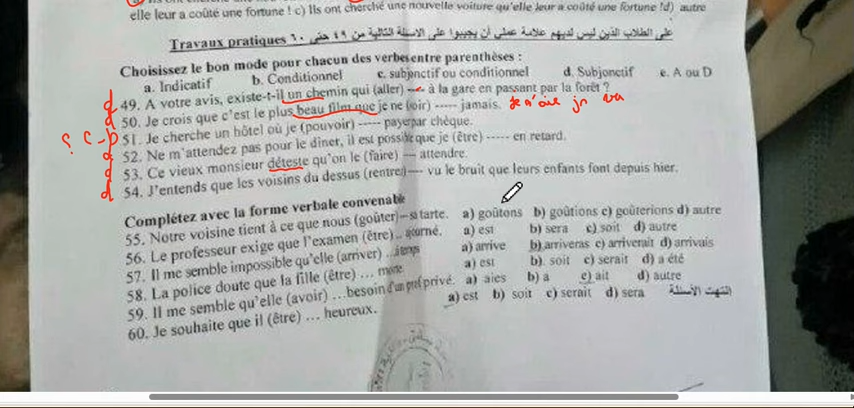 elle leur a coûté une fortune ! c) Ils ont cherché une nouvelle voiture qu'elle leur a coûté une fortune !d) autre
على الطلاب الذين ليس لديهم علامة عملي أن يجيبوا على الاسئلة التالية من ٤٩ حتى ٦٠ Travaux pratiques
Choisissez le bon mode pour chacun des verbes entre parenthèses :
a. Indicatif b. Conditionnel c. subjonctif ou conditionnel d. Subjonctif e. A ou D
49. A votre avis, existe-t-il un chemin qui (aller) --- à la gare en passant par la forêt ?
50. Je crois que c'est le plus beau film que je ne (voir) ----- jamais.
? c - D 51. Je cherche un hôtel où je (pouvoir) ----- payer par chèque.
52. Ne m'attendez pas pour le dîner, il est possible que je (être) ----- en retard.
53. Ce vieux monsieur déteste qu'on le (faire) --- attendre.
54. J'entends que les voisins du dessus (rentrer)---- vu le bruit que leurs enfants font depuis hier.
Complétez avec la forme verbale convenable
55. Notre voisine tient à ce que nous (goûter)--sa tarte. a) goûtons b) goûtions c) goûterions d) autre
56. Le professeur exige que l'examen (être) .. ajourné. a) est b) sera c) soit d) autre
57. Il me semble impossible qu'elle (arriver) ... à temps a) arrive b) arriveras c) arriverait d) arrivais
58. La police doute que la fille (être) ... morte a) est b) soit c) serait d) a été
59. Il me semble qu'elle (avoir) ...besoin d'un prof privé. a) aies b) a c) ait d) autre
60. Je souhaite que il (être) ... heureux. a) est b) soit c) serait d) sera انتهت الأسئلة